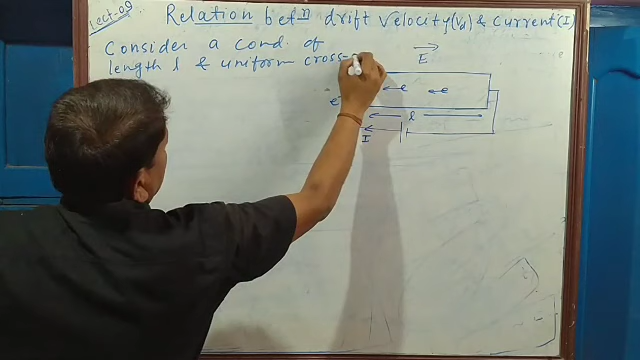 Lect-09
Relation betn drift Velocity (Vd) & Current (I)
Consider a cond. of
length l & uniform cross-
E
e
e
e
l
I